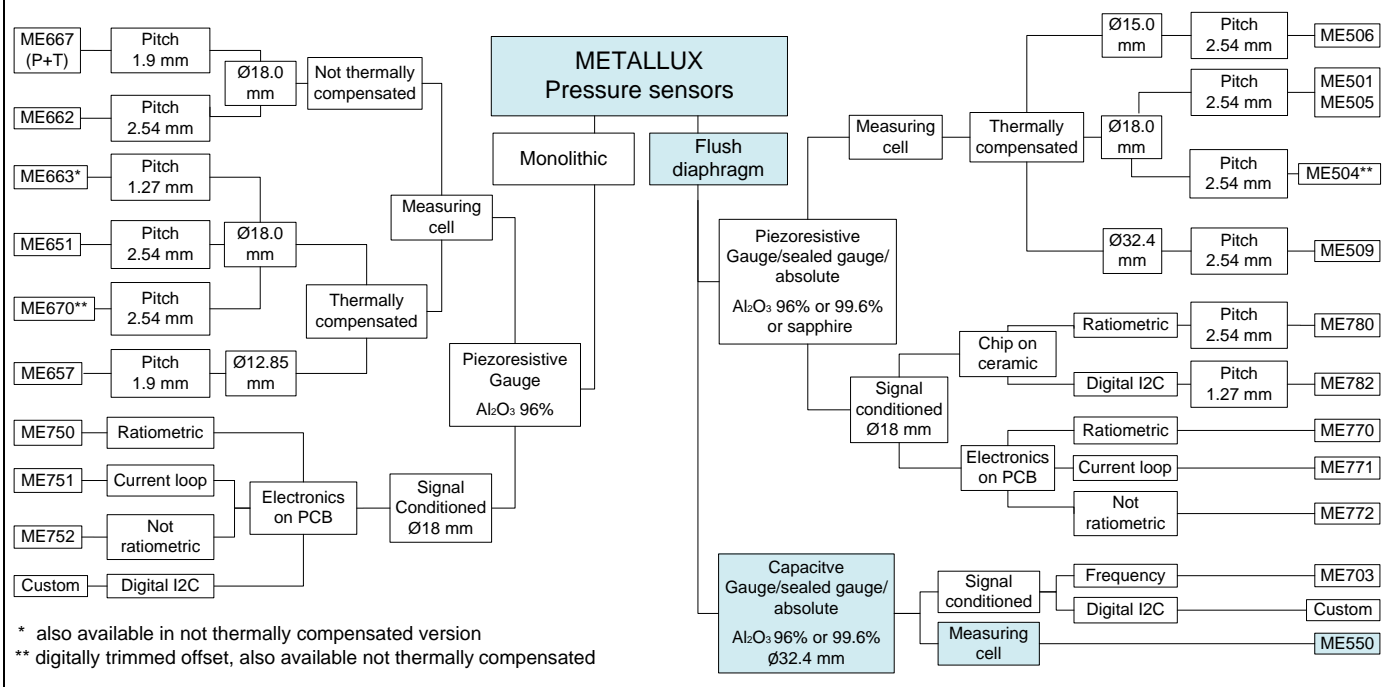 METALLUX
Pressure sensors
Monolithic
Flush
diaphragm
ME667
(P+T)
Pitch
1.9 mm
Ø18.0
mm
Not thermally
compensated
ME662
Pitch
2.54 mm
ME663*
Pitch
1.27 mm
ME651
Pitch
2.54 mm
Ø18.0
mm
ME670**
Pitch
2.54 mm
Thermally
compensated
ME657
Pitch
1.9 mm
Ø12.85
mm
Measuring
cell
Piezoresistive
Gauge
Al₂O₃ 96%
ME750
Ratiometric
ME751
Current loop
ME752
Not
ratiometric
Custom
Digital I2C
Electronics
on PCB
Signal
Conditioned
Ø18 mm
Ø15.0
mm
Pitch
2.54 mm
ME506
Measuring
cell
Thermally
compensated
Ø18.0
mm
Pitch
2.54 mm
ME501
ME505
Pitch
2.54 mm
ME504**
Ø32.4
mm
Pitch
2.54 mm
ME509
Piezoresistive
Gauge/sealed gauge/
absolute
Al₂O₃ 96% or 99.6%
or sapphire
Signal
conditioned
Ø18 mm
Chip on
ceramic
Ratiometric
Pitch
2.54 mm
ME780
Digital I2C
Pitch
1.27 mm
ME782
Electronics
on PCB
Ratiometric
ME770
Current loop
ME771
Not
ratiometric
ME772
Capacitve
Gauge/sealed gauge/
absolute
Al₂O₃ 96% or 99.6%
Ø32.4 mm
Signal
conditioned
Frequency
ME703
Digital I2C
Custom
Measuring
cell
ME550
* also available in not thermally compensated version
** digitally trimmed offset, also available not thermally compensated